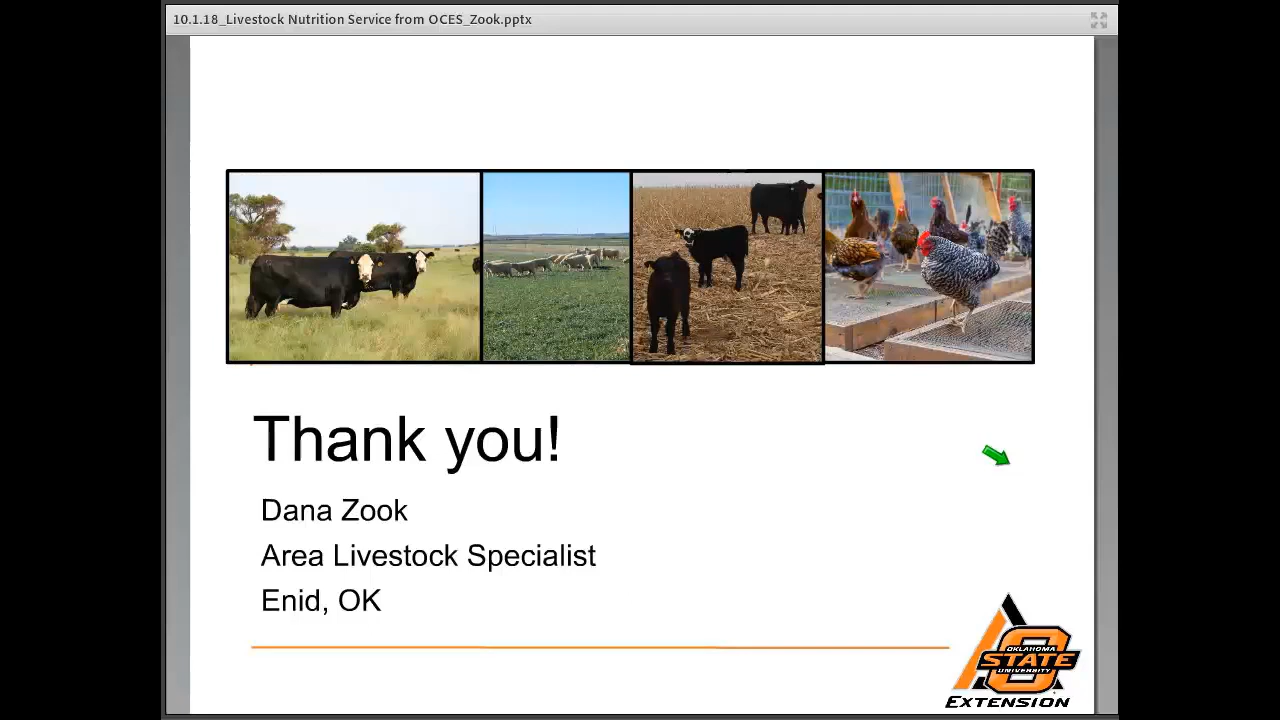 10.1.18_Livestock Nutrition Service from OCES_Zook.pptx
Thank you!
Dana Zook
Area Livestock Specialist
Enid, OK
OKLAHOMA
STATE
UNIVERSITY
EXTENSION